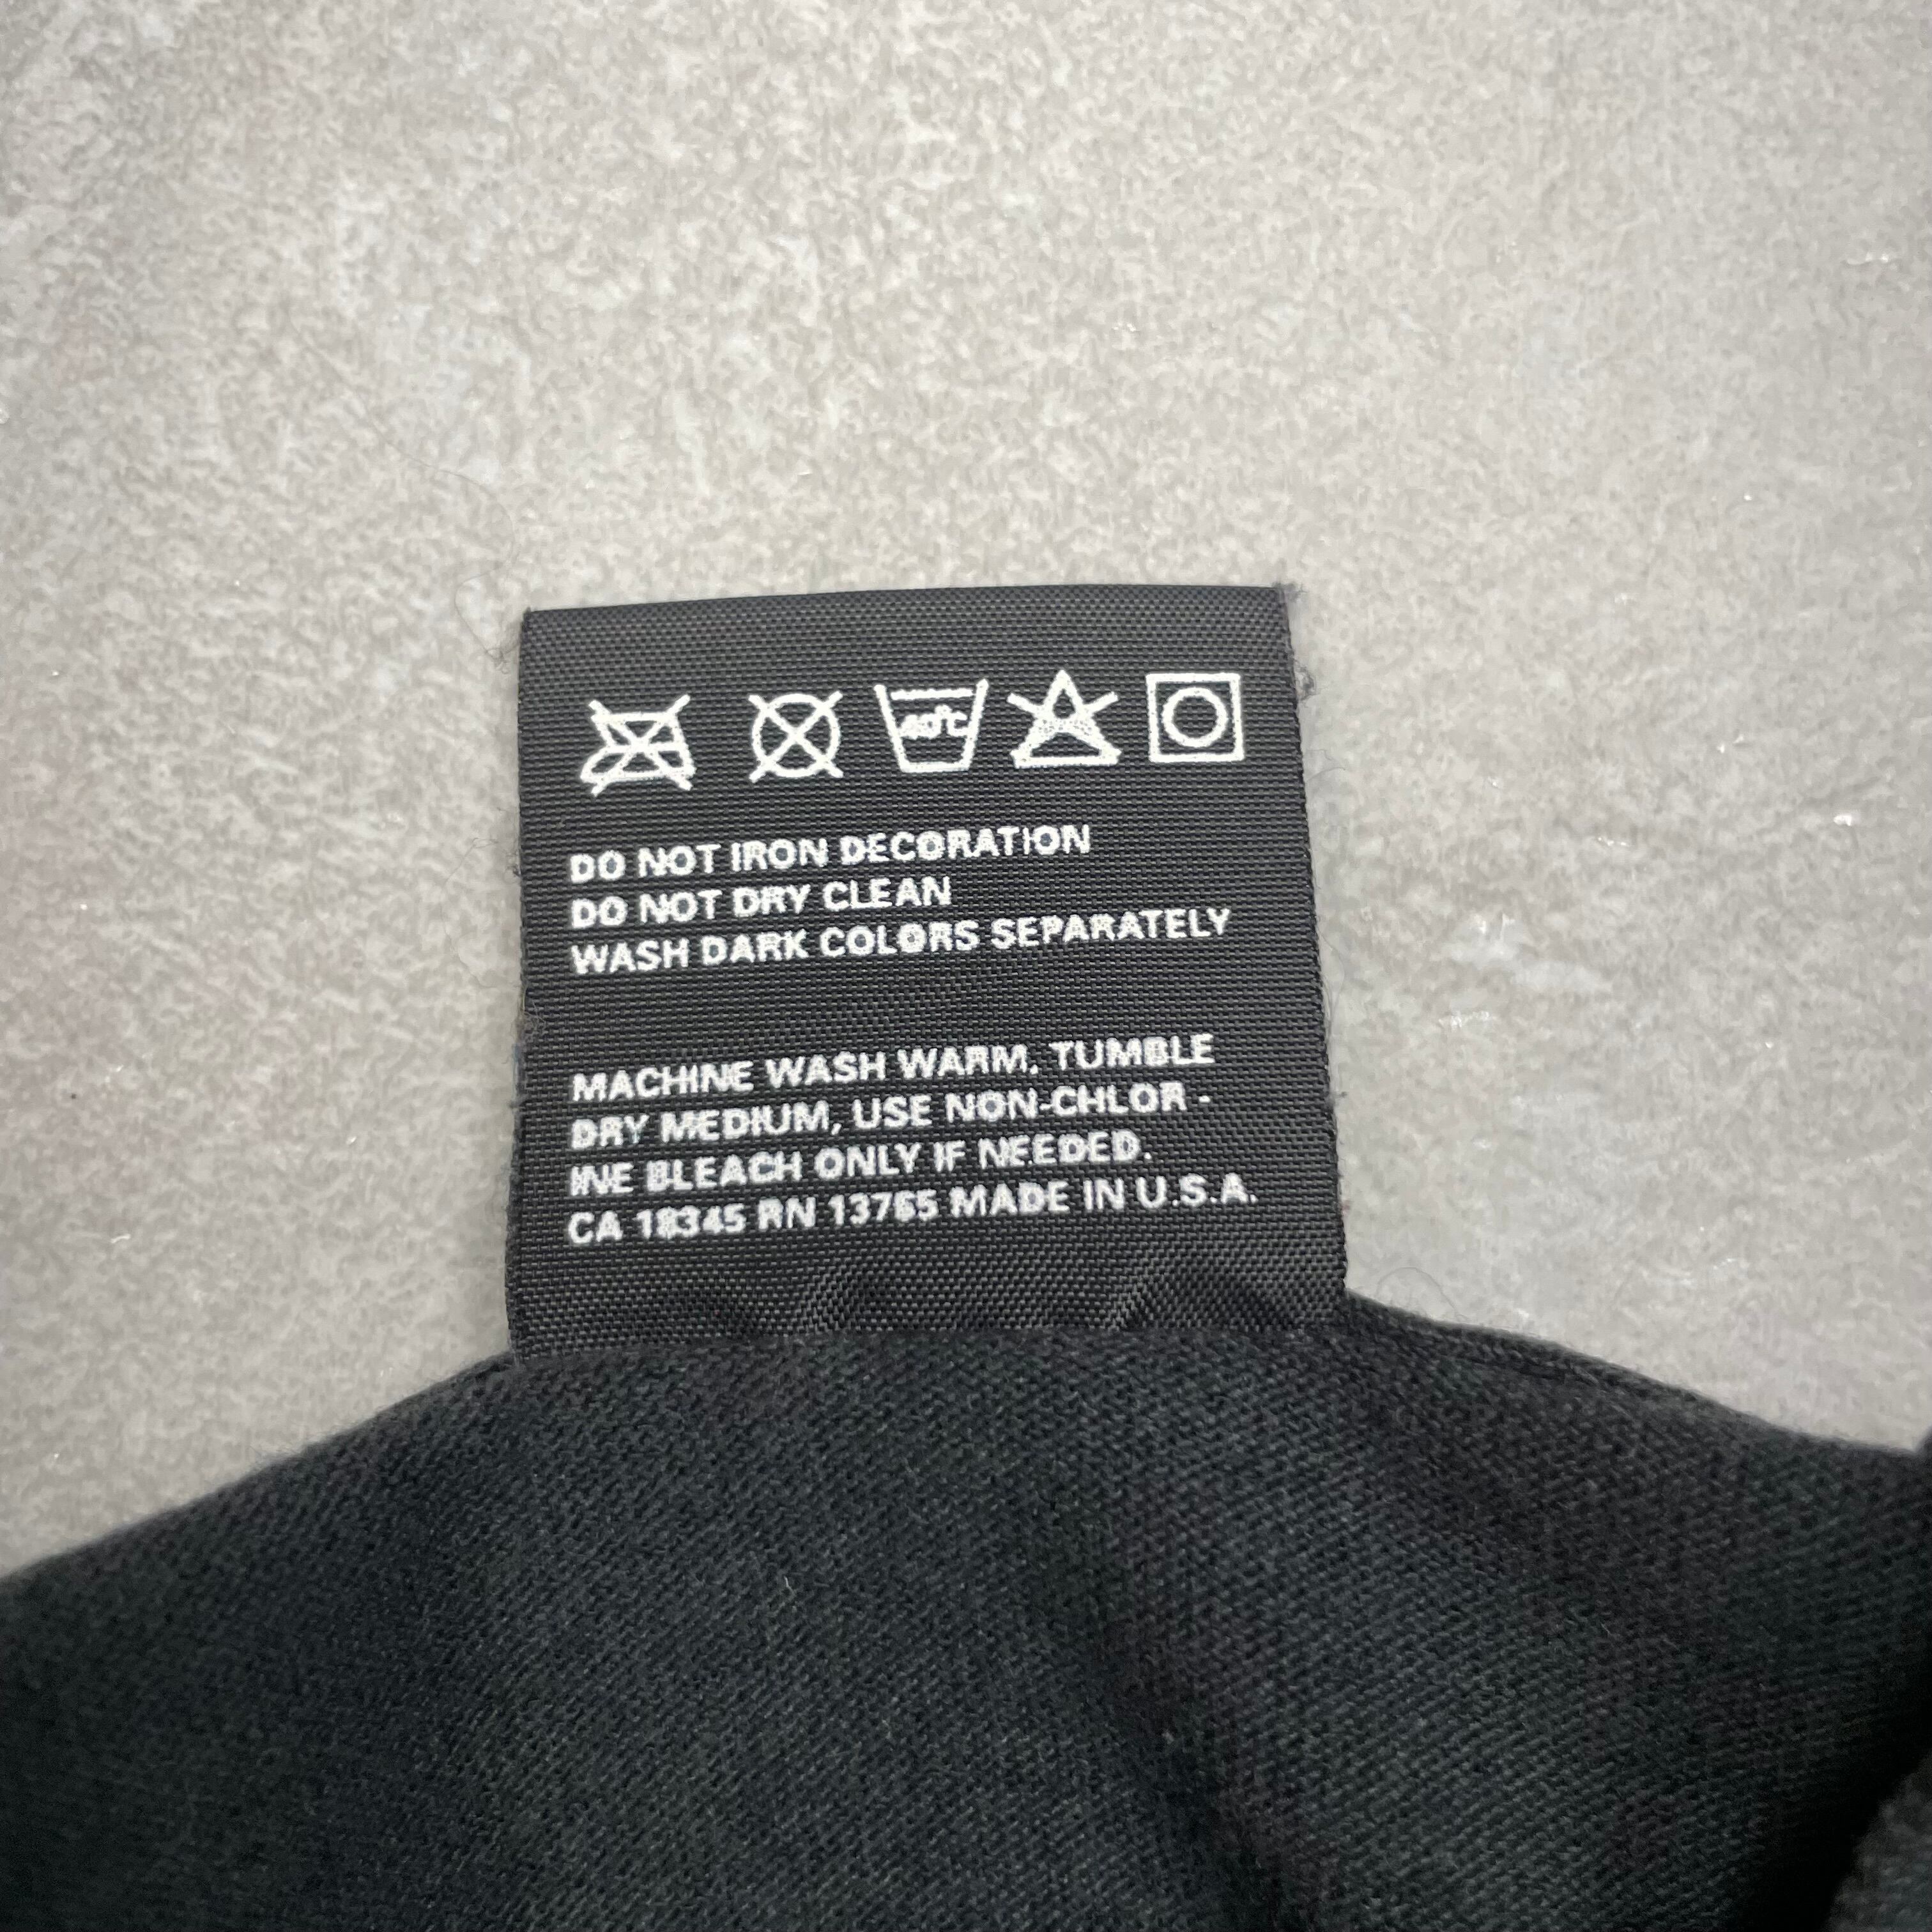 40°C
DO NOT IRON DECORATION
DO NOT DRY CLEAN
WASH DARK COLORS SEPARATELY
MACHINE WASH WARM, TUMBLE
DRY MEDIUM, USE NON-CHLOR -
INE BLEACH ONLY IF NEEDED.
CA 18345 RN 13765 MADE IN U.S.A.